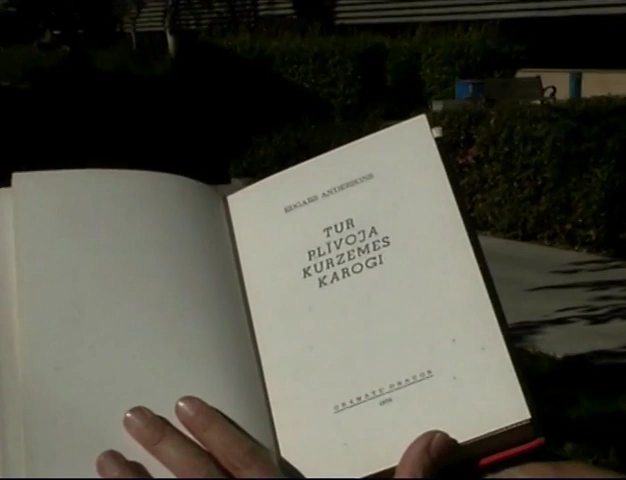 EDGARS ANDERSONS
TUR
PLĪVOJA
KURZEMES
KAROGI
GRĀMATU DRAUGS